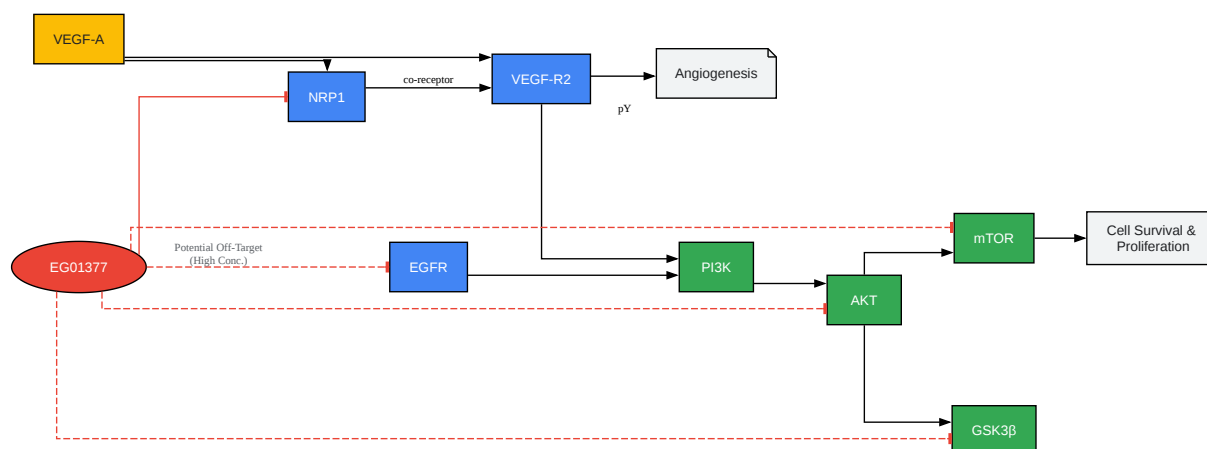 VEGF-A
NRP1
co-receptor
VEGF-R2
pY
Angiogenesis
EG01377
Potential Off-Target
(High Conc.)
EGFR
PI3K
AKT
mTOR
Cell Survival &
Proliferation
GSK3β